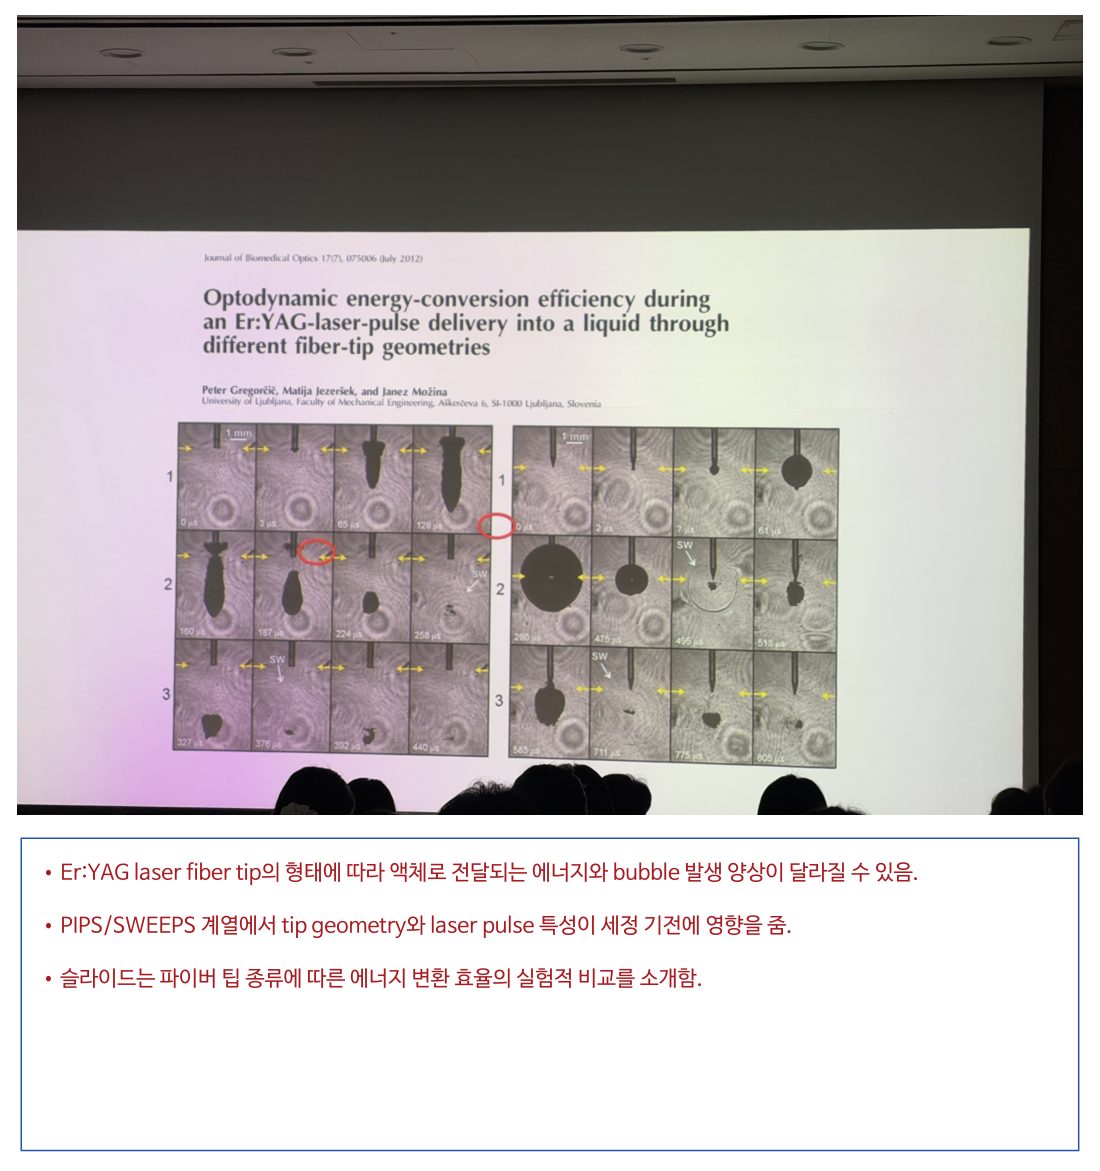 Journal of Biomedical Optics 17(7), 075006 (July 2012)
Optodynamic energy-conversion efficiency during
an Er:YAG-laser-pulse delivery into a liquid through
different fiber-tip geometries
Peter Gregorčič, Matija Jezeršek, and Janez Možina
University of Ljubljana, Faculty of Mechanical Engineering, Aškerčeva 6, SI-1000 Ljubljana, Slovenia
1 mm
1
0 µs 3 µs 65 µs 128 µs
2
SW
180 µs 187 µs 224 µs 258 µs
3
SW
327 µs 376 µs 392 µs 440 µs
1 mm
1
0 µs 2 µs 7 µs 61 µs
2
SW
290 µs 475 µs 495 µs 513 µs
3
SW
583 µs 711 µs 775 µs 805 µs
• Er:YAG laser fiber tip의 형태에 따라 액체로 전달되는 에너지와 bubble 발생 양상이 달라질 수 있음.
• PIPS/SWEEPS 계열에서 tip geometry와 laser pulse 특성이 세정 기전에 영향을 줌.
• 슬라이드는 파이버 팁 종류에 따른 에너지 변환 효율의 실험적 비교를 소개함.